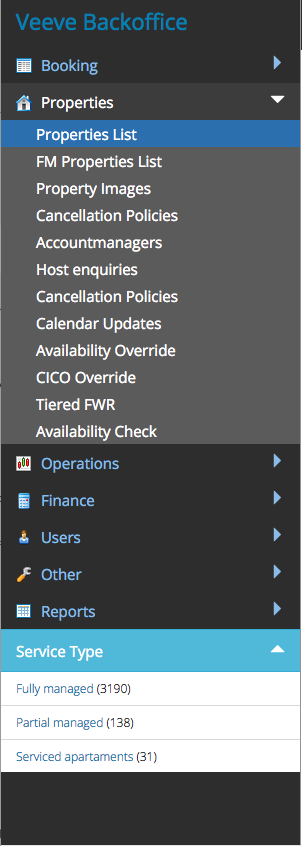 Veeve Backoffice
Booking
Properties
Properties List
FM Properties List
Property Images
Cancellation Policies
Accountmanagers
Host enquiries
Cancellation Policies
Calendar Updates
Availability Override
CICO Override
Tiered FWR
Availability Check
Operations
Finance
Users
Other
Reports
Service Type
Fully managed (3190)
Partial managed (138)
Serviced apartaments (31)